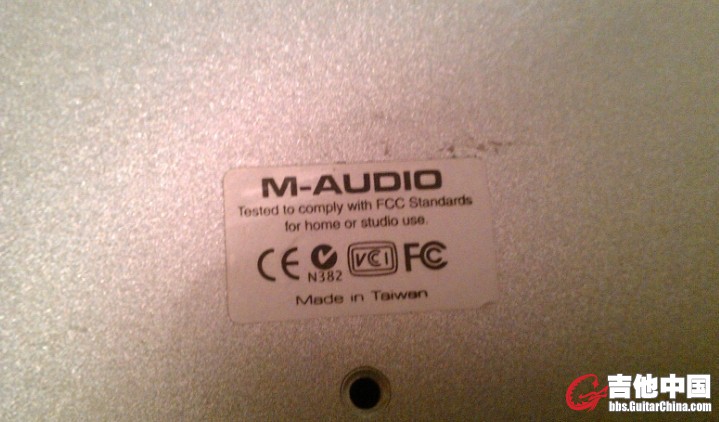 M-AUDIO
Tested to comply with FCC Standards
for home or studio use.
CE N382 VCI FC
Made in Taiwan
吉他中国
bbs.GuitarChina.com